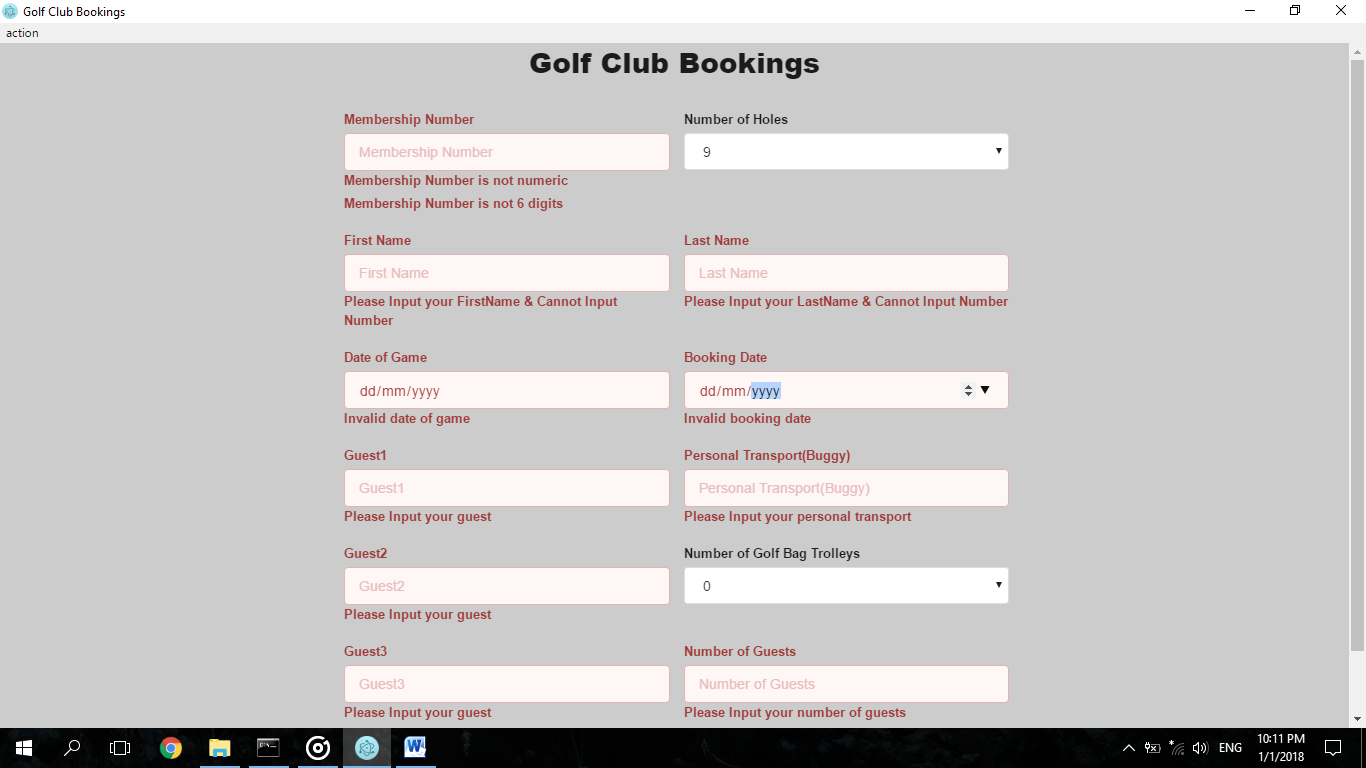 Golf Club Bookings
action
Golf Club Bookings
Membership Number
Number of Holes
Membership Number
9
Membership Number is not numeric
Membership Number is not 6 digits
First Name
Last Name
First Name
Last Name
Please Input your FirstName & Cannot Input
Number
Please Input your LastName & Cannot Input Number
Date of Game
Booking Date
dd/mm/yyyy
dd/mm/yyyy
Invalid date of game
Invalid booking date
Guest1
Personal Transport(Buggy)
Guest1
Personal Transport(Buggy)
Please Input your guest
Please Input your personal transport
Guest2
Number of Golf Bag Trolleys
Guest2
0
Please Input your guest
Guest3
Number of Guests
Guest3
Number of Guests
Please Input your guest
Please Input your number of guests
ENG
10:11 PM
1/1/2018